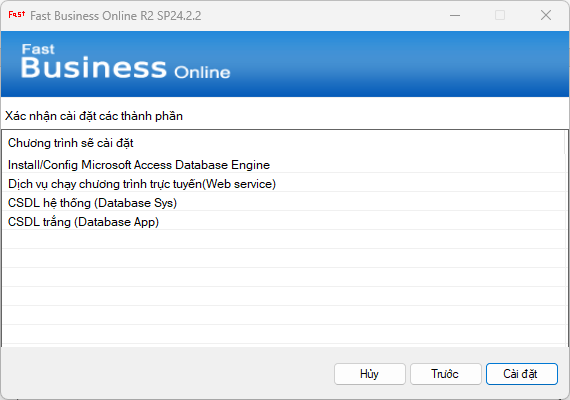 Fast Fast Business Online R2 SP24.2.2
Fast
Business Online
Xác nhận cài đặt các thành phần
Chương trình sẽ cài đặt
Install/Config Microsoft Access Database Engine
Dịch vụ chạy chương trình trực tuyến(Web service)
CSDL hệ thống (Database Sys)
CSDL trắng (Database App)
Hủy
Trước
Cài đặt